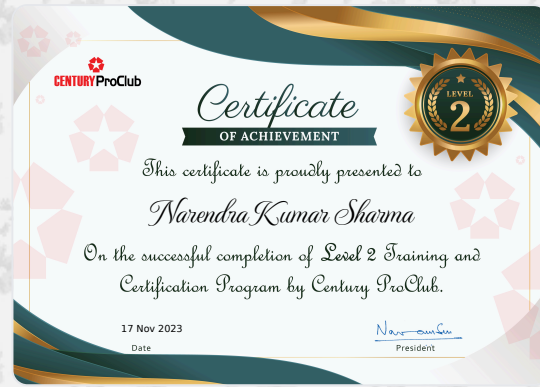 CENTURY ProClub
LEVEL
2
Certificate
OF ACHIEVEMENT
This certificate is proudly presented to
Narendra Kumar Sharma
On the successful completion of Level 2 Training and
Certification Program by Century ProClub.
17 Nov 2023
Date
President